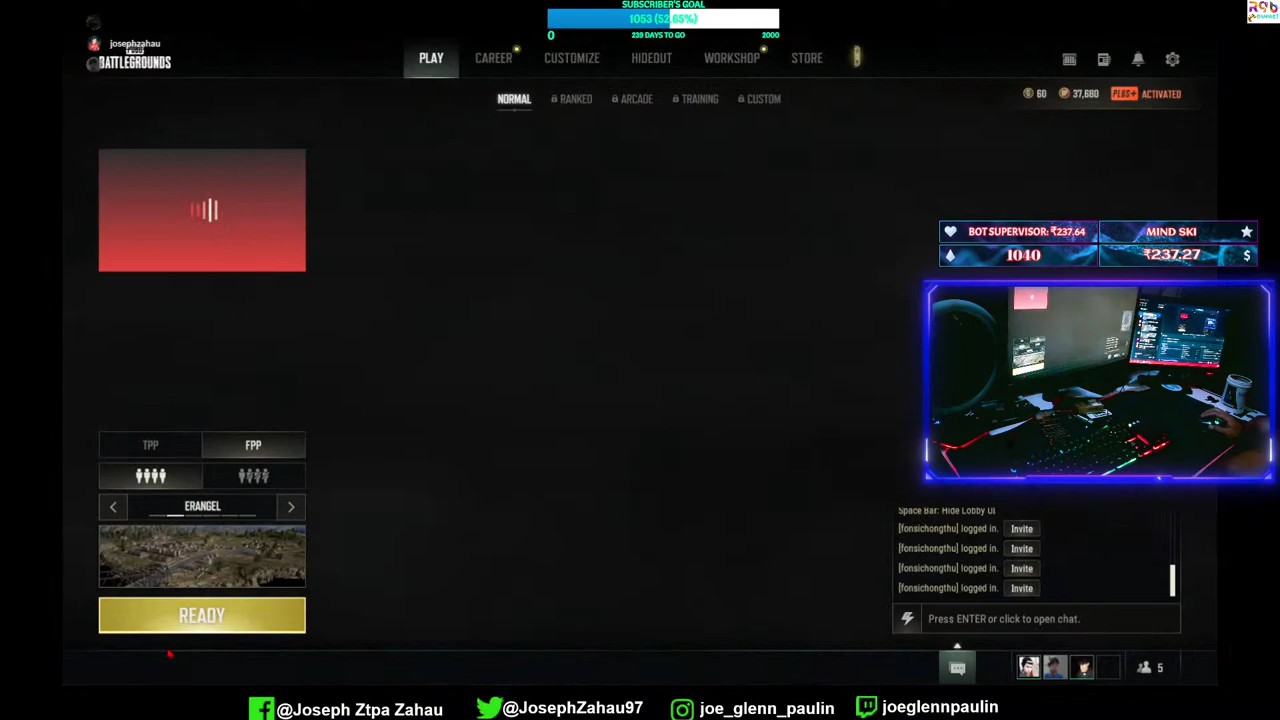 SUBSCRIBER'S GOAL
1053 (52.65%)
0
239 DAYS TO GO
2000
josephzahau
BATTLEGROUNDS
PLAY
CAREER
CUSTOMIZE
HIDEOUT
WORKSHOP
STORE
NORMAL
RANKED
ARCADE
TRAINING
CUSTOM
60
37,680
PLUS+ ACTIVATED
BOT SUPERVISOR: ₹237.64
MIND SKI
1040
₹237.27
$
TPP
FPP
ERANGEL
READY
Space Bar: Hide Lobby UI
[fonsichongthu] logged in. Invite
[fonsichongthu] logged in. Invite
[fonsichongthu] logged in. Invite
[fonsichongthu] logged in. Invite
Press ENTER or click to open chat.
5
@Joseph Ztpa Zahau
@JosephZahau97
joe_glenn_paulin
joeglennpaulin